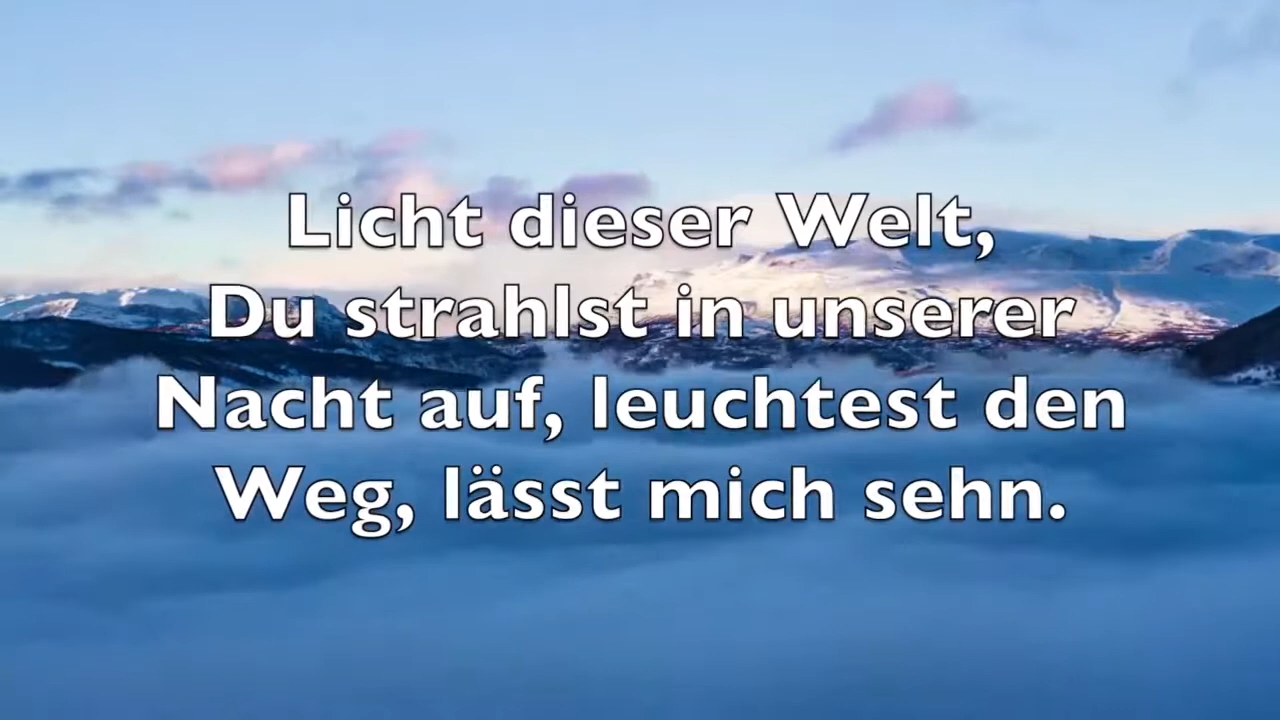 Licht dieser Welt,
Du strahlst in unserer
Nacht auf, leuchtest den
Weg, lässt mich sehn.